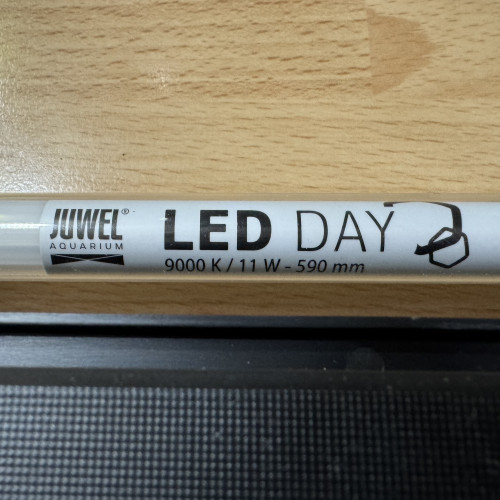 JUWEL®
AQUARIUM
LED DAY
9000 K / 11 W - 590 mm